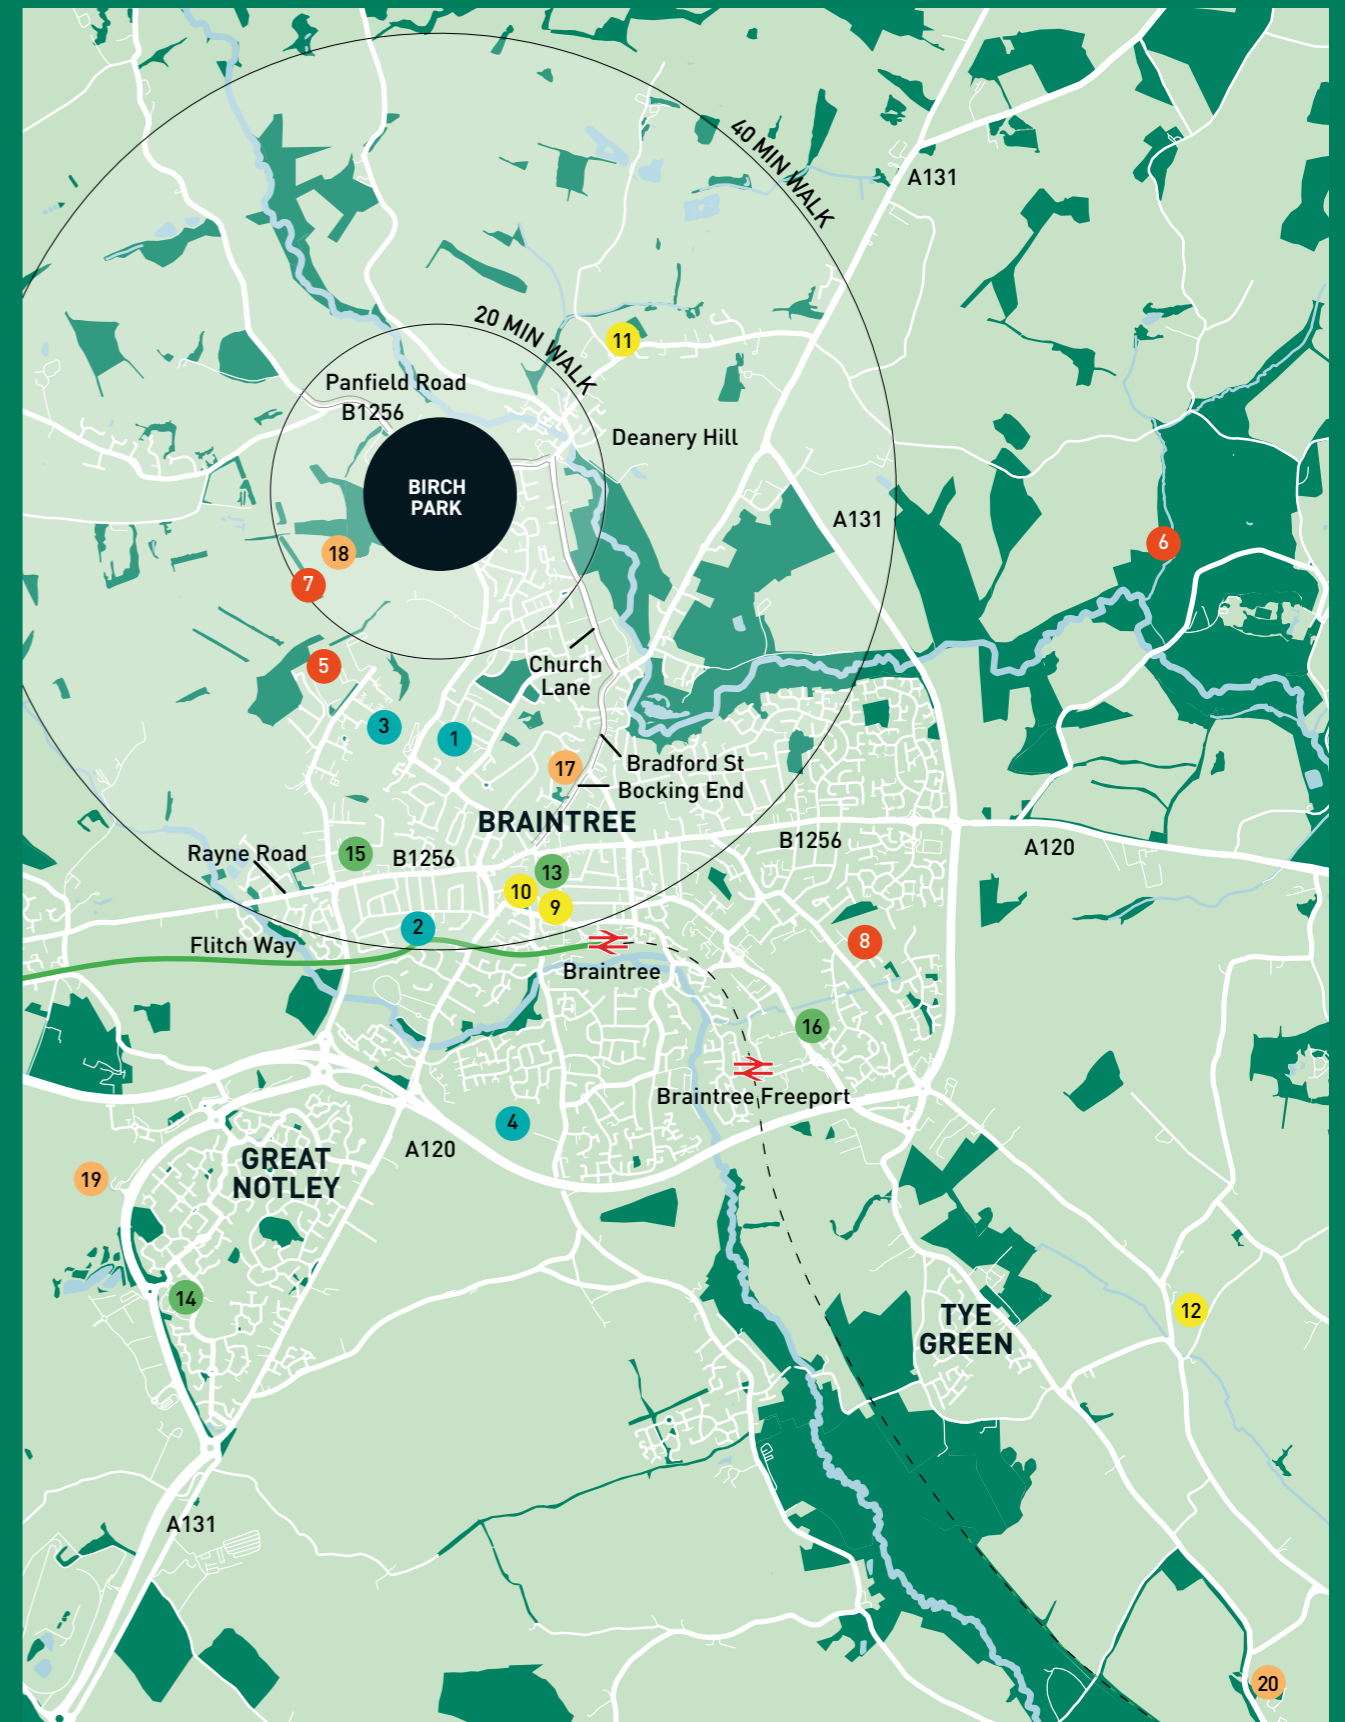 40 MIN WALK
A131
20 MIN WALK
11
Panfield Road
B1256
Deanery Hill
BIRCH
PARK
A131
6
18
7
5
Church
Lane
3
1
17
Bradford St
Bocking End
BRAINTREE
B1256
A120
Rayne Road
15
B1256
13
10
9
2
8
Flitch Way
Braintree
16
Braintree Freeport
4
A120
GREAT
NOTLEY
19
14
12
TYE
GREEN
A131
20